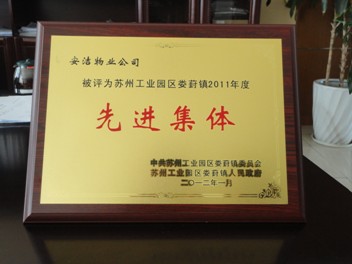 安洁物业公司
被评为苏州工业园区娄葑镇2011年度
先进集体
中共苏州工业园区娄葑镇委员会
苏州工业园区娄葑镇人民政府
二〇一二年一月